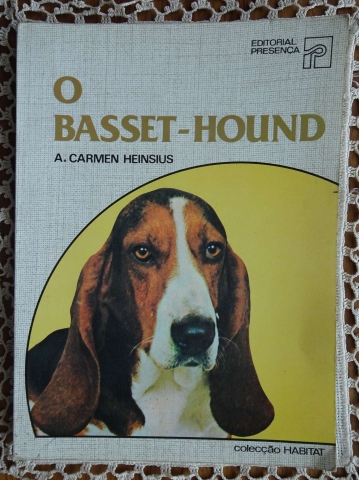 EDITORIAL
PRESENÇA
O
BASSET-HOUND
A. CARMEN HEINSIUS
colecção HABITAT